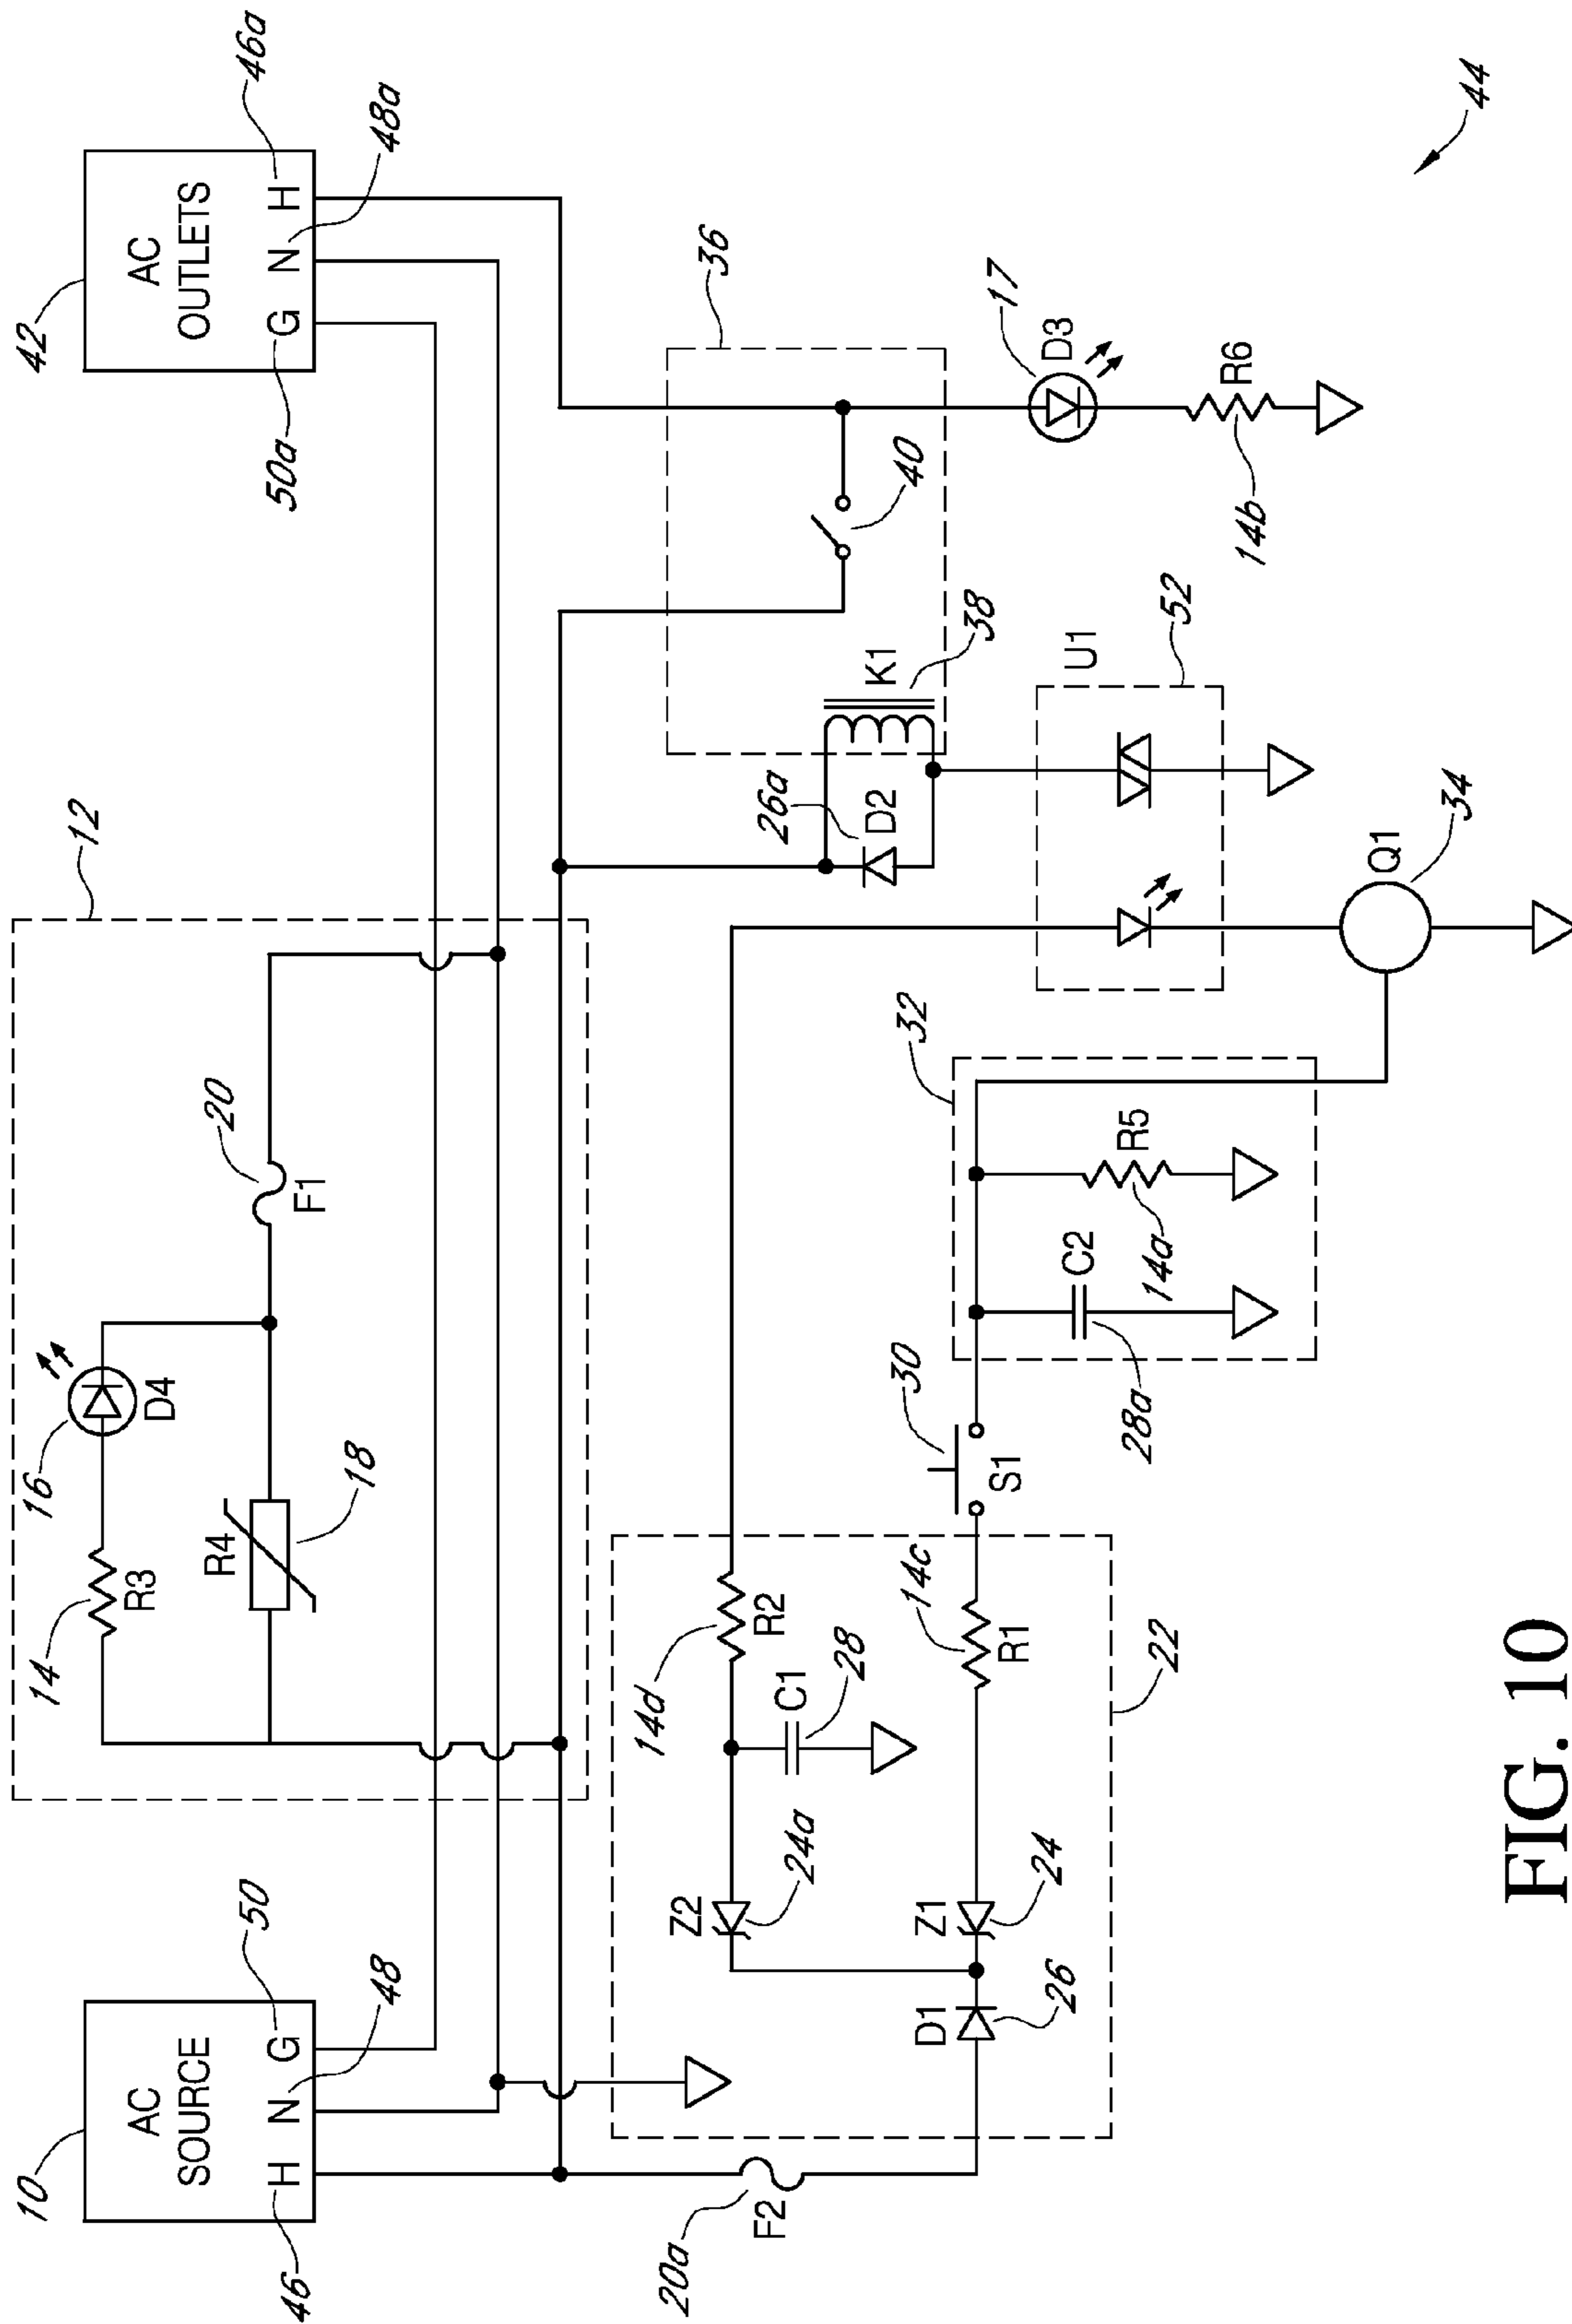 10
AC
SOURCE
H N G
46
48
50
12
14
R3
16
D4
R4
18
20
F1
42
AC
OUTLETS
G N H
50a
48a
46a
20a
F2
22
Z2
24a
14d
R2
C1
28
D1
26
Z1
24
R1
14c
S1
30
32
C2
28a
R5
14a
26a
D2
K1
38
36
40
U1
52
Q1
34
17
D3
R6
14b
44
FIG. 10